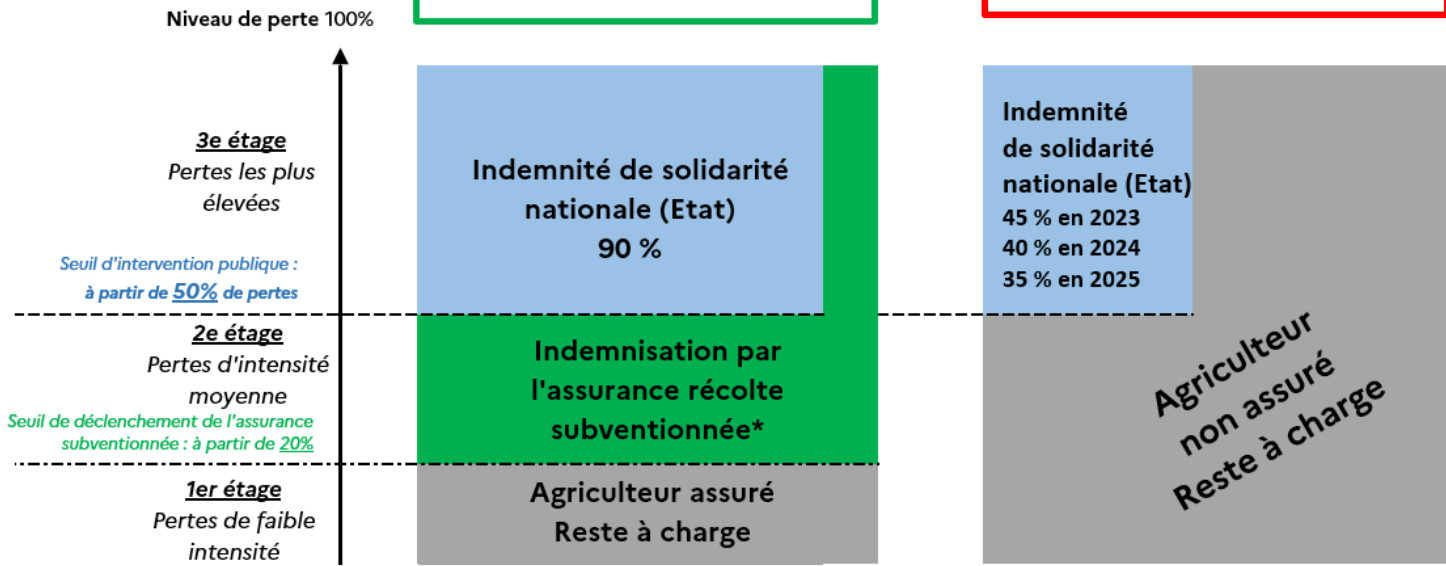 Niveau de perte 100%
3e étage
Pertes les plus
élevées
Seuil d'intervention publique :
à partir de 50% de pertes
2e étage
Pertes d'intensité
moyenne
Seuil de déclenchement de l'assurance
subventionnée : à partir de 20%
1er étage
Pertes de faible
intensité
Indemnité de solidarité
nationale (Etat)
90 %
Indemnisation par
l'assurance récolte
subventionnée*
Agriculteur assuré
Reste à charge
Indemnité
de solidarité
nationale (Etat)
45 % en 2023
40 % en 2024
35 % en 2025
Agriculteur
non assuré
Reste à charge